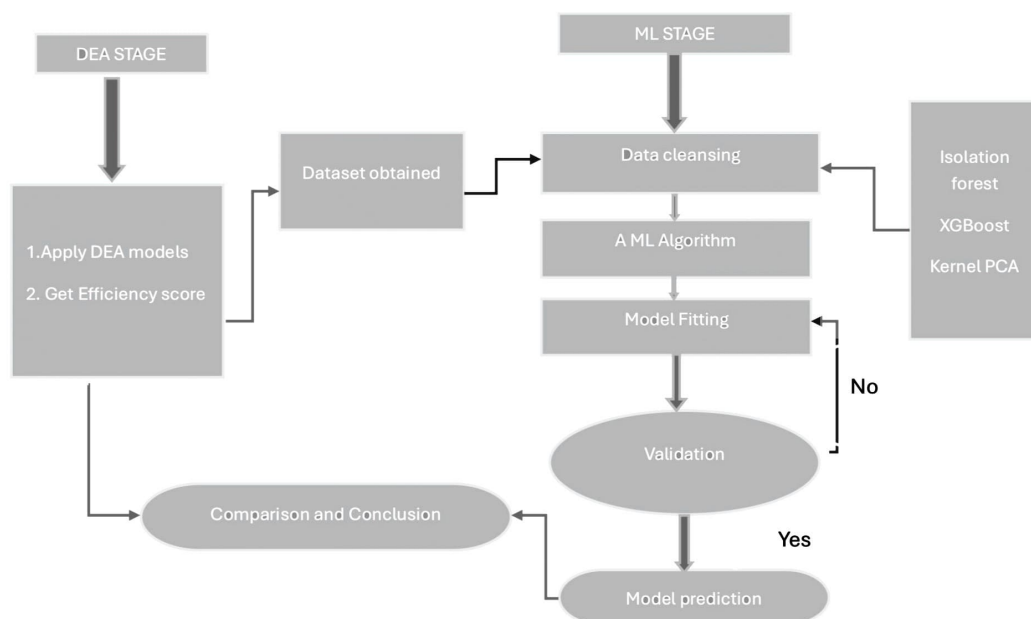 DEA STAGE
ML STAGE
Dataset obtained
Data cleansing
Isolation
forest
XGBoost
Kernel PCA
1.Apply DEA models
2. Get Efficiency score
A ML Algorithm
Model Fitting
No
Validation
Comparison and Conclusion
Yes
Model prediction